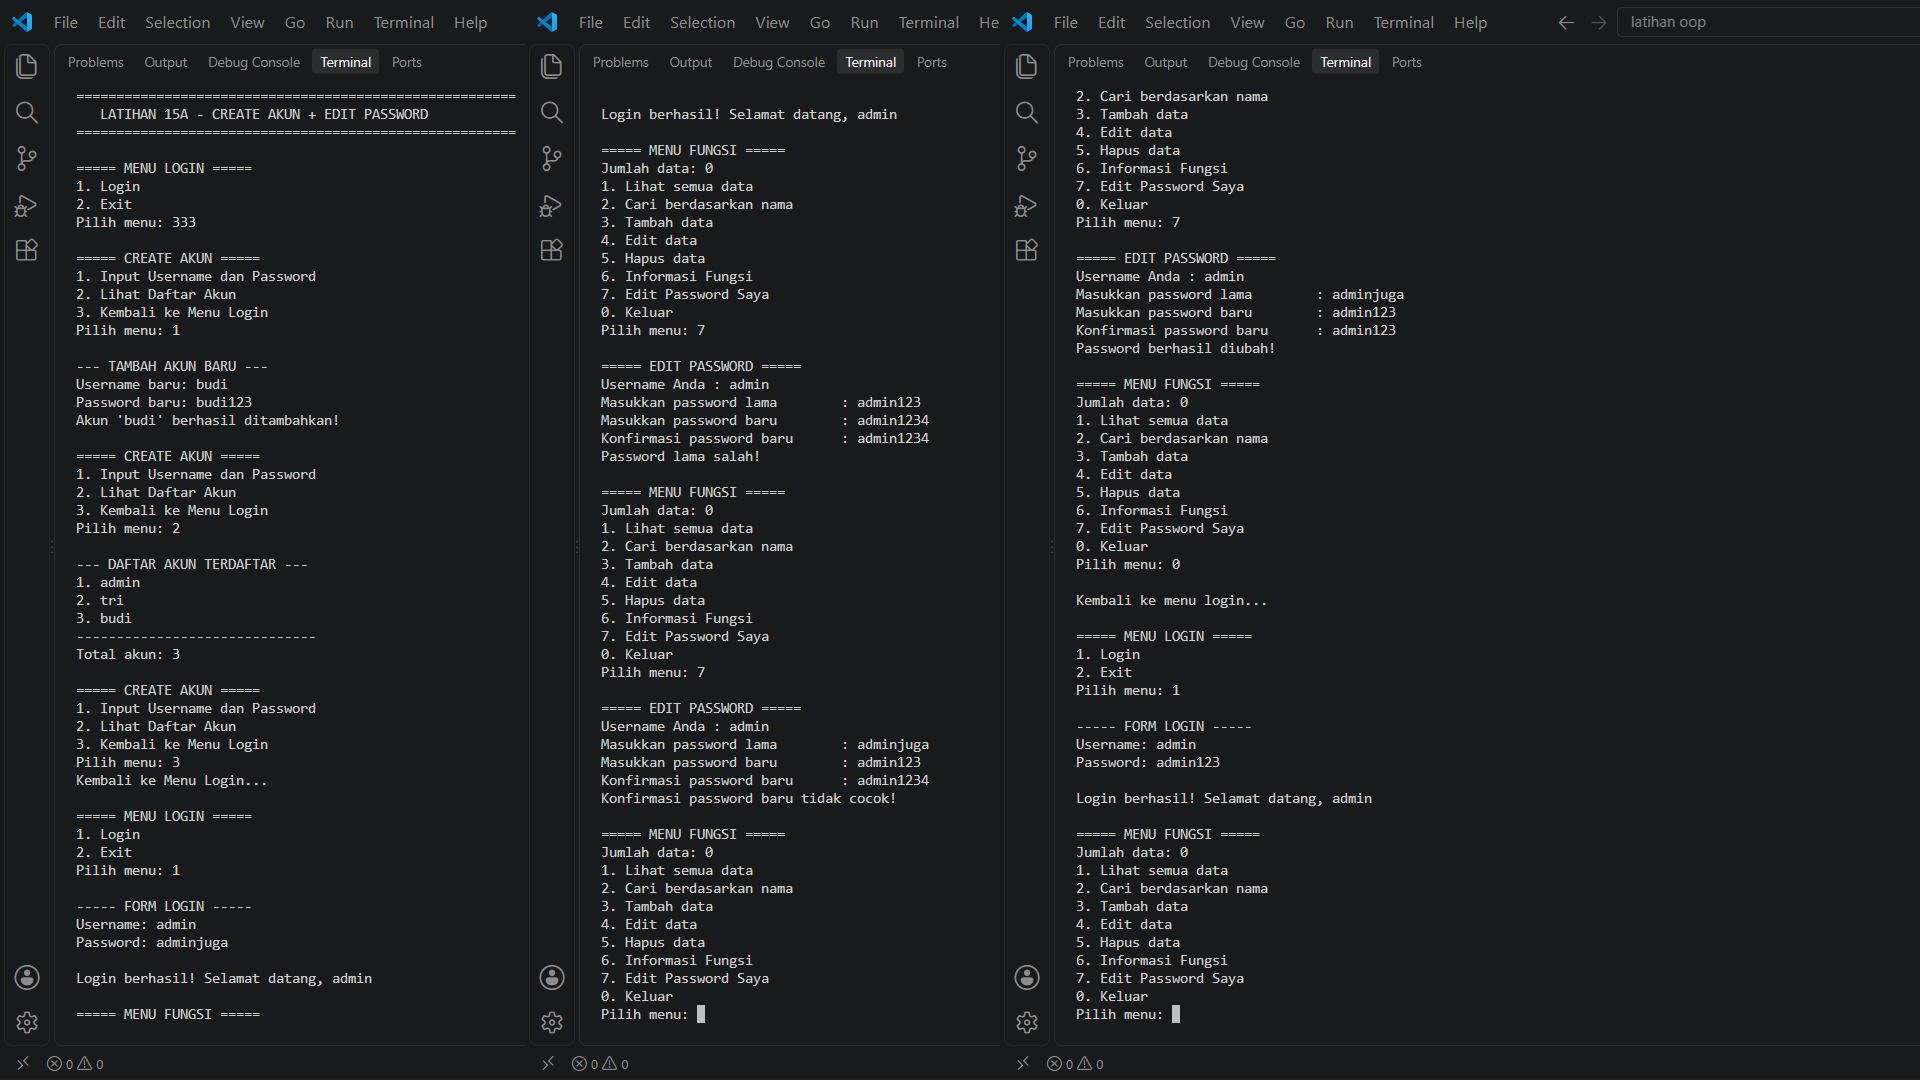 File Edit Selection View Go Run Terminal Help
Problems Output Debug Console Terminal Ports
=======================================================
LATIHAN 15A - CREATE AKUN + EDIT PASSWORD
=======================================================
===== MENU LOGIN =====
1. Login
2. Exit
Pilih menu: 333
===== CREATE AKUN =====
1. Input Username dan Password
2. Lihat Daftar Akun
3. Kembali ke Menu Login
Pilih menu: 1
--- TAMBAH AKUN BARU ---
Username baru: budi
Password baru: budi123
Akun 'budi' berhasil ditambahkan!
===== CREATE AKUN =====
1. Input Username dan Password
2. Lihat Daftar Akun
3. Kembali ke Menu Login
Pilih menu: 2
--- DAFTAR AKUN TERDAFTAR ---
1. admin
2. tri
3. budi
------------------------------
Total akun: 3
===== CREATE AKUN =====
1. Input Username dan Password
2. Lihat Daftar Akun
3. Kembali ke Menu Login
Pilih menu: 3
Kembali ke Menu Login...
===== MENU LOGIN =====
1. Login
2. Exit
Pilih menu: 1
----- FORM LOGIN -----
Username: admin
Password: adminjuga
Login berhasil! Selamat datang, admin
===== MENU FUNGSI =====
0 0
File Edit Selection View Go Run Terminal He
Problems Output Debug Console Terminal Ports
Login berhasil! Selamat datang, admin
===== MENU FUNGSI =====
Jumlah data: 0
1. Lihat semua data
2. Cari berdasarkan nama
3. Tambah data
4. Edit data
5. Hapus data
6. Informasi Fungsi
7. Edit Password Saya
0. Keluar
Pilih menu: 7
===== EDIT PASSWORD =====
Username Anda : admin
Masukkan password lama : admin123
Masukkan password baru : admin1234
Konfirmasi password baru : admin1234
Password lama salah!
===== MENU FUNGSI =====
Jumlah data: 0
1. Lihat semua data
2. Cari berdasarkan nama
3. Tambah data
4. Edit data
5. Hapus data
6. Informasi Fungsi
7. Edit Password Saya
0. Keluar
Pilih menu: 7
===== EDIT PASSWORD =====
Username Anda : admin
Masukkan password lama : adminjuga
Masukkan password baru : admin123
Konfirmasi password baru : admin1234
Konfirmasi password baru tidak cocok!
===== MENU FUNGSI =====
Jumlah data: 0
1. Lihat semua data
2. Cari berdasarkan nama
3. Tambah data
4. Edit data
5. Hapus data
6. Informasi Fungsi
7. Edit Password Saya
0. Keluar
Pilih menu:
0 0
File Edit Selection View Go Run Terminal Help latihan oop
Problems Output Debug Console Terminal Ports
2. Cari berdasarkan nama
3. Tambah data
4. Edit data
5. Hapus data
6. Informasi Fungsi
7. Edit Password Saya
0. Keluar
Pilih menu: 7
===== EDIT PASSWORD =====
Username Anda : admin
Masukkan password lama : adminjuga
Masukkan password baru : admin123
Konfirmasi password baru : admin123
Password berhasil diubah!
===== MENU FUNGSI =====
Jumlah data: 0
1. Lihat semua data
2. Cari berdasarkan nama
3. Tambah data
4. Edit data
5. Hapus data
6. Informasi Fungsi
7. Edit Password Saya
0. Keluar
Pilih menu: 0
Kembali ke menu login...
===== MENU LOGIN =====
1. Login
2. Exit
Pilih menu: 1
----- FORM LOGIN -----
Username: admin
Password: admin123
Login berhasil! Selamat datang, admin
===== MENU FUNGSI =====
Jumlah data: 0
1. Lihat semua data
2. Cari berdasarkan nama
3. Tambah data
4. Edit data
5. Hapus data
6. Informasi Fungsi
7. Edit Password Saya
0. Keluar
Pilih menu:
0 0